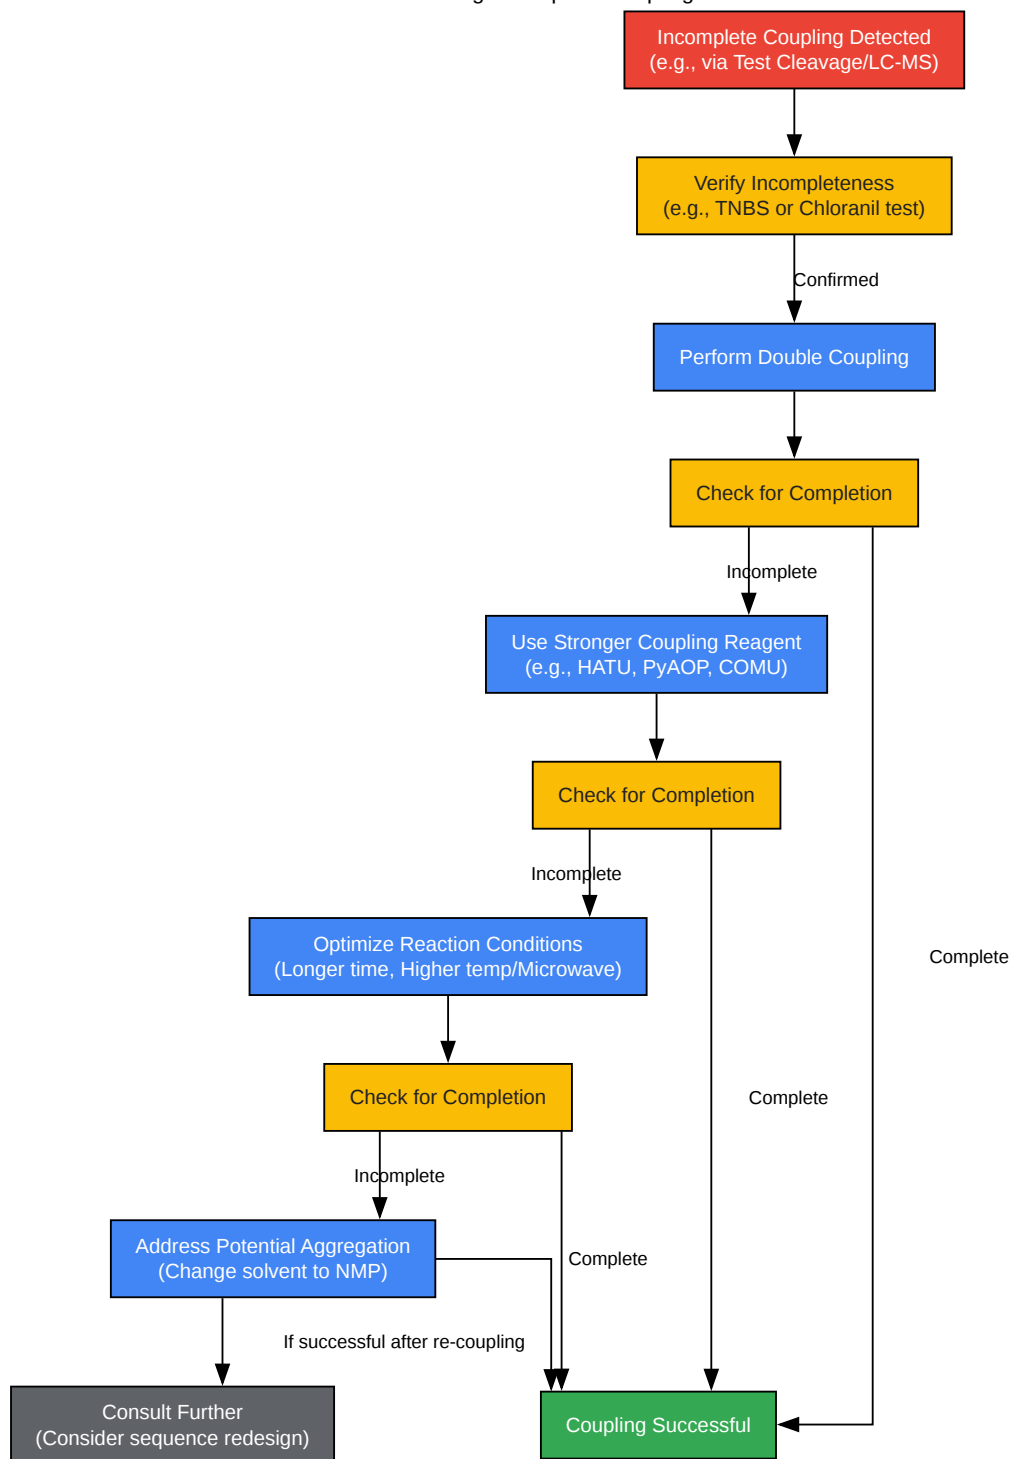 Incomplete Coupling Detected
(e.g., via Test Cleavage/LC-MS)
Verify Incompleteness
(e.g., TNBS or Chloranil test)
Confirmed
Perform Double Coupling
Check for Completion
Incomplete
Use Stronger Coupling Reagent
(e.g., HATU, PyAOP, COMU)
Check for Completion
Incomplete
Optimize Reaction Conditions
(Longer time, Higher temp/Microwave)
Complete
Check for Completion
Complete
Incomplete
Address Potential Aggregation
(Change solvent to NMP)
Complete
If successful after re-coupling
Consult Further
(Consider sequence redesign)
Coupling Successful